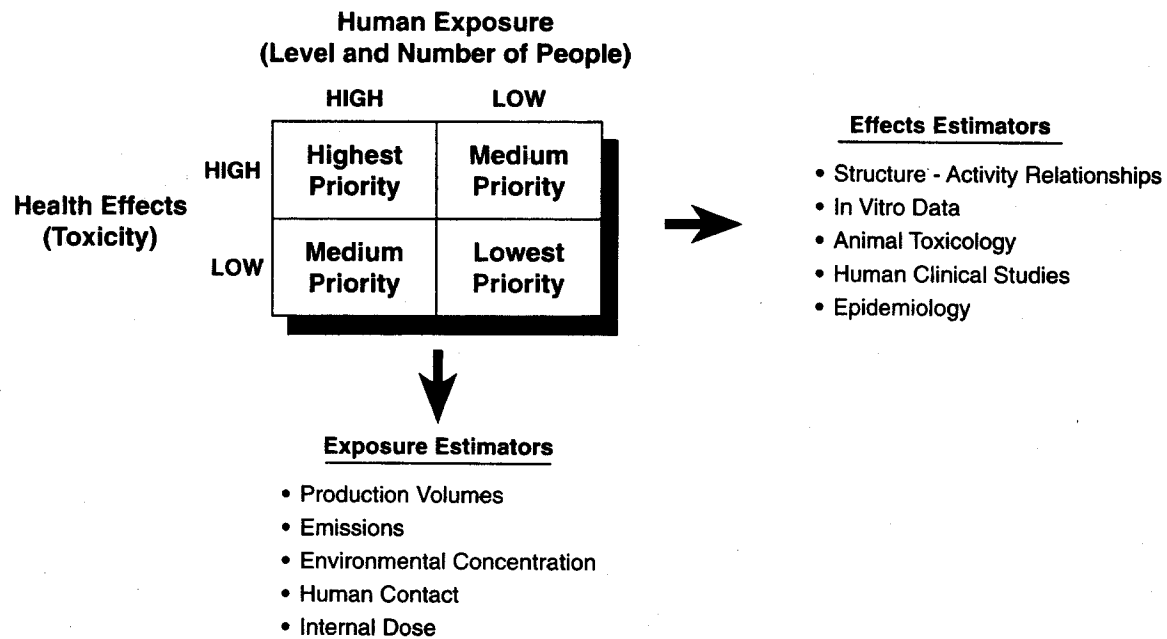 Human Exposure
(Level and Number of People)
HIGH LOW
HIGH
Highest
Priority
Medium
Priority
Health Effects
(Toxicity)
LOW
Medium
Priority
Lowest
Priority
Effects Estimators
• Structure - Activity Relationships
• In Vitro Data
• Animal Toxicology
• Human Clinical Studies
• Epidemiology
Exposure Estimators
• Production Volumes
• Emissions
• Environmental Concentration
• Human Contact
• Internal Dose